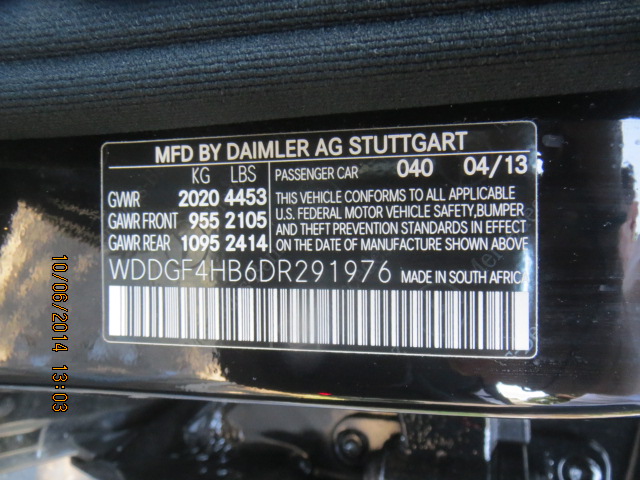 MFD BY DAIMLER AG STUTTGART
KG LBS
GVWR 2020 4453
GAWR FRONT 955 2105
GAWR REAR 1095 2414
PASSENGER CAR 040 04/13
THIS VEHICLE CONFORMS TO ALL APPLICABLE
U.S. FEDERAL MOTOR VEHICLE SAFETY,BUMPER
AND THEFT PREVENTION STANDARDS IN EFFECT
ON THE DATE OF MANUFACTURE SHOWN ABOVE
WDDGF4HB6DR291976 MADE IN SOUTH AFRICA
10/06/2014 13:03